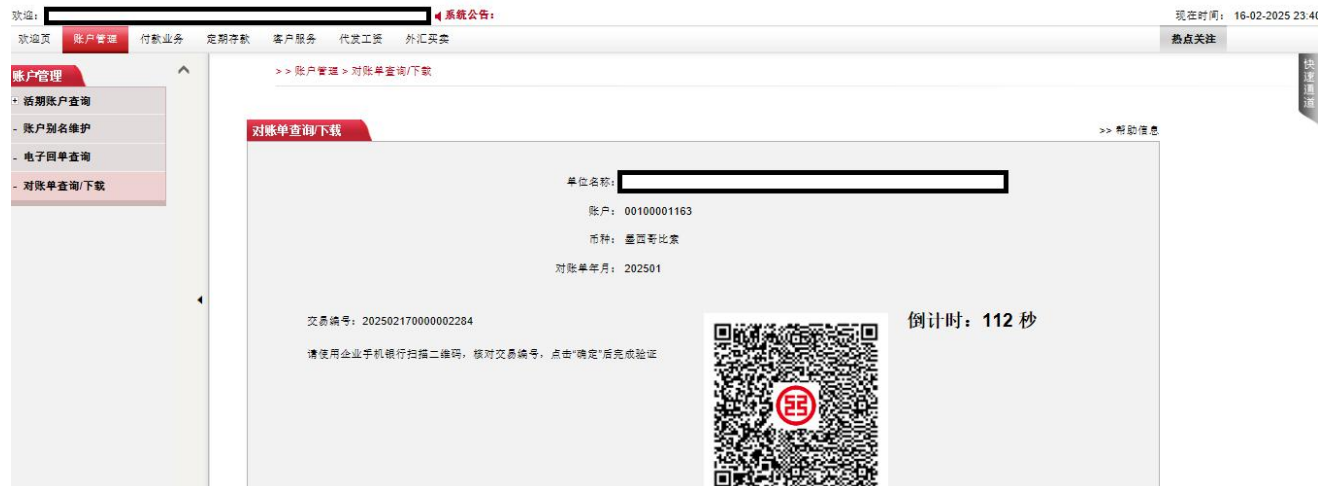 欢迎:
系统公告:
现在时间: 16-02-2025 23:40
欢迎页 账户管理 付款业务 定期存款 客户服务 代发工资 外汇买卖
热点关注
快速通道
账户管理
+ 活期账户查询
- 账户别名维护
- 电子回单查询
- 对账单查询/下载
>> 账户管理 > 对账单查询/下载
对账单查询/下载
>> 帮助信息
单位名称:
账户: 00100001163
币种: 墨西哥比索
对账单年月: 202501
交易编号: 202502170000002284
请使用企业手机银行扫描二维码, 核对交易编号, 点击“确定”后完成验证
倒计时: 112 秒